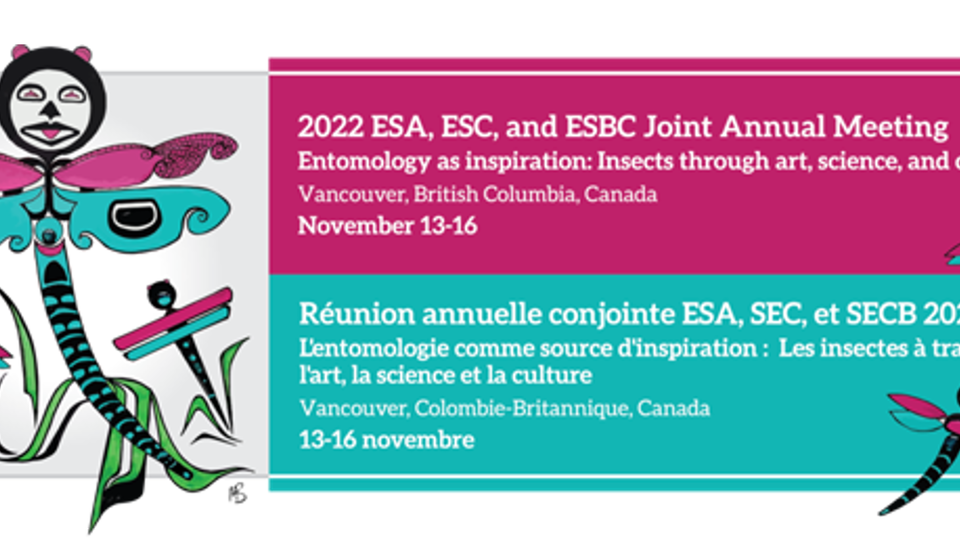 2022 ESA, ESC, and ESBC Joint Annual Meeting
Entomology as inspiration: Insects through art, science, and
Vancouver, British Columbia, Canada
November 13-16
Réunion annuelle conjointe ESA, SEC, et SECB
L'entomologie comme source d'inspiration : Les insectes à
l'art, la science et la culture
Vancouver, Colombie-Britannique, Canada
13-16 novembre